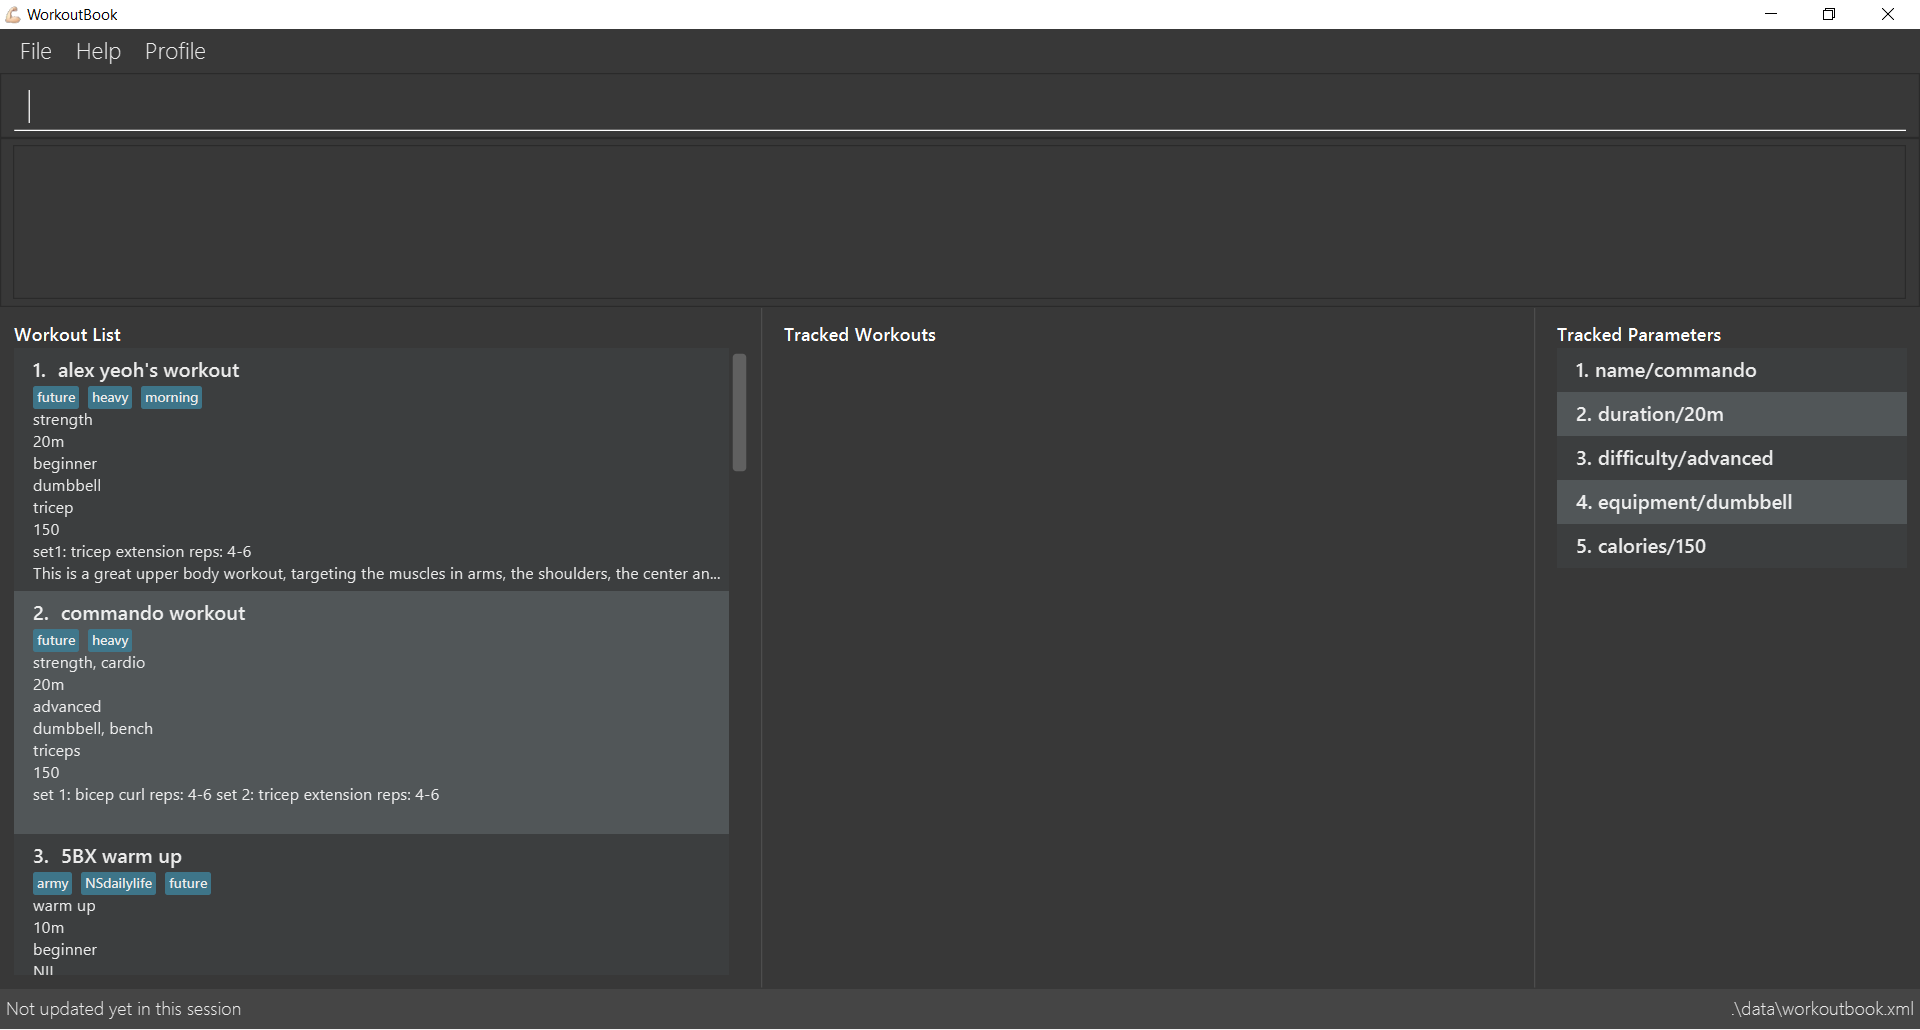 WorkoutBook
File Help Profile
Workout List
1. alex yeoh's workout
future heavy morning
strength
20m
beginner
dumbbell
tricep
150
set1: tricep extension reps: 4-6
This is a great upper body workout, targeting the muscles in arms, the shoulders, the center an...
2. commando workout
future heavy
strength, cardio
20m
advanced
dumbbell, bench
triceps
150
set 1: bicep curl reps: 4-6 set 2: tricep extension reps: 4-6
3. 5BX warm up
army NSdailylife future
warm up
10m
beginner
NIL
Tracked Workouts
Tracked Parameters
1. name/commando
2. duration/20m
3. difficulty/advanced
4. equipment/dumbbell
5. calories/150
Not updated yet in this session
.\data\workoutbook.xml